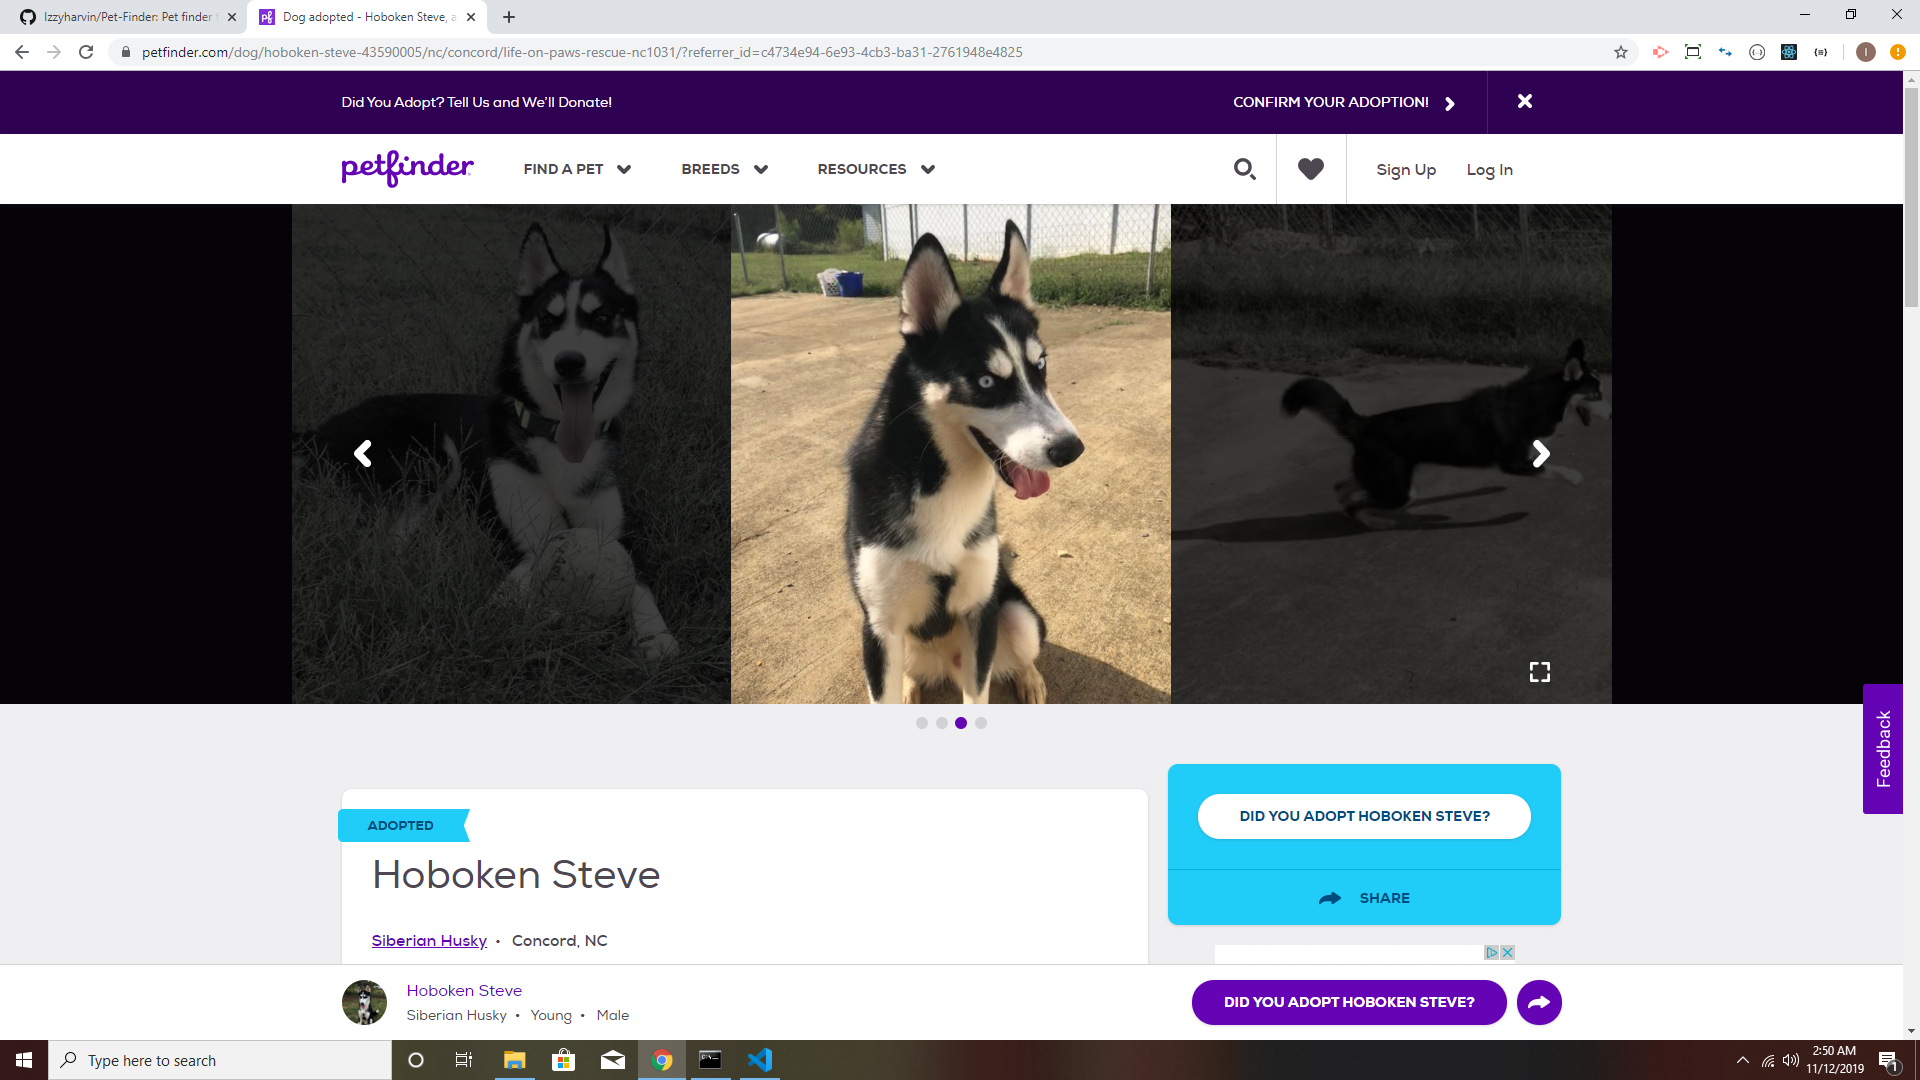 Izzyharvin/Pet-Finder: Pet finder
Dog adopted - Hoboken Steve, a
petfinder.com/dog/hoboken-steve-43590005/nc/concord/life-on-paws-rescue-nc1031/?referrer_id=c4734e94-6e93-4cb3-ba31-2761948e4825
I
Did You Adopt? Tell Us and We'll Donate!
CONFIRM YOUR ADOPTION!
petfinder
FIND A PET
BREEDS
RESOURCES
Sign Up
Log In
Feedback
ADOPTED
Hoboken Steve
Siberian Husky • Concord, NC
DID YOU ADOPT HOBOKEN STEVE?
SHARE
Hoboken Steve
Siberian Husky • Young • Male
DID YOU ADOPT HOBOKEN STEVE?
Type here to search
2:50 AM
11/12/2019
1